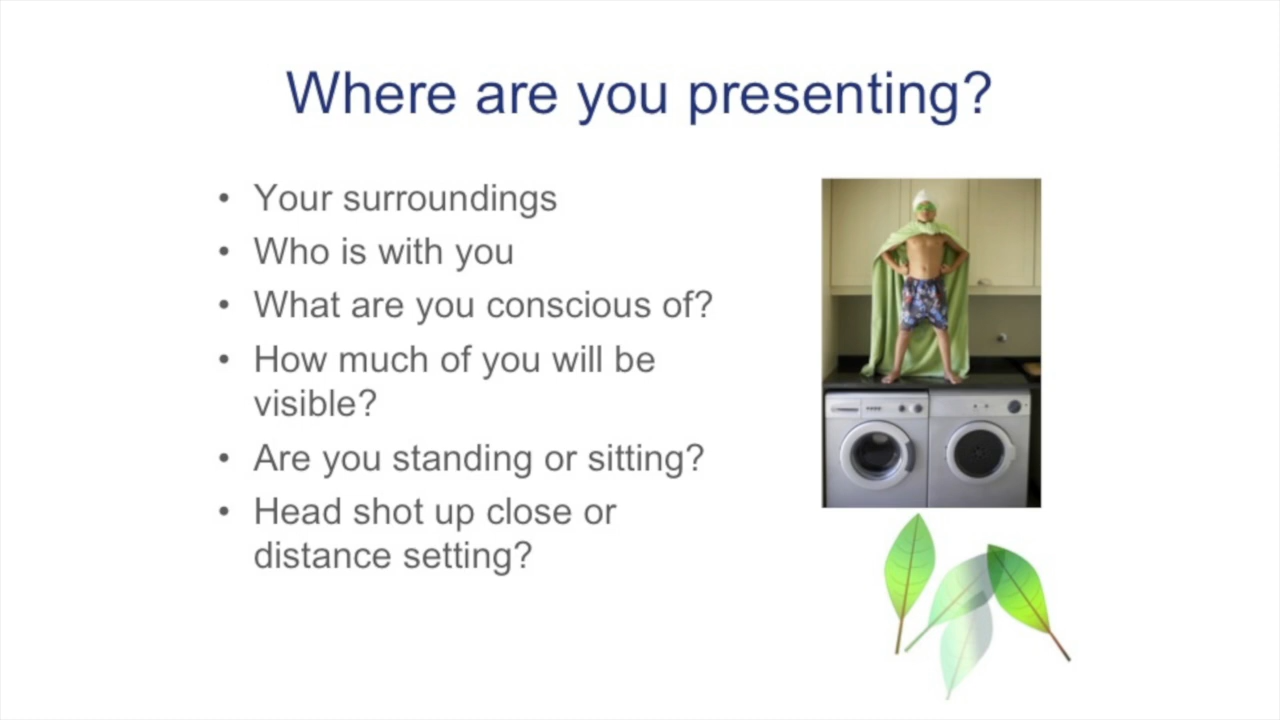 Where are you presenting?
• Your surroundings
• Who is with you
• What are you conscious of?
• How much of you will be
visible?
• Are you standing or sitting?
• Head shot up close or
distance setting?